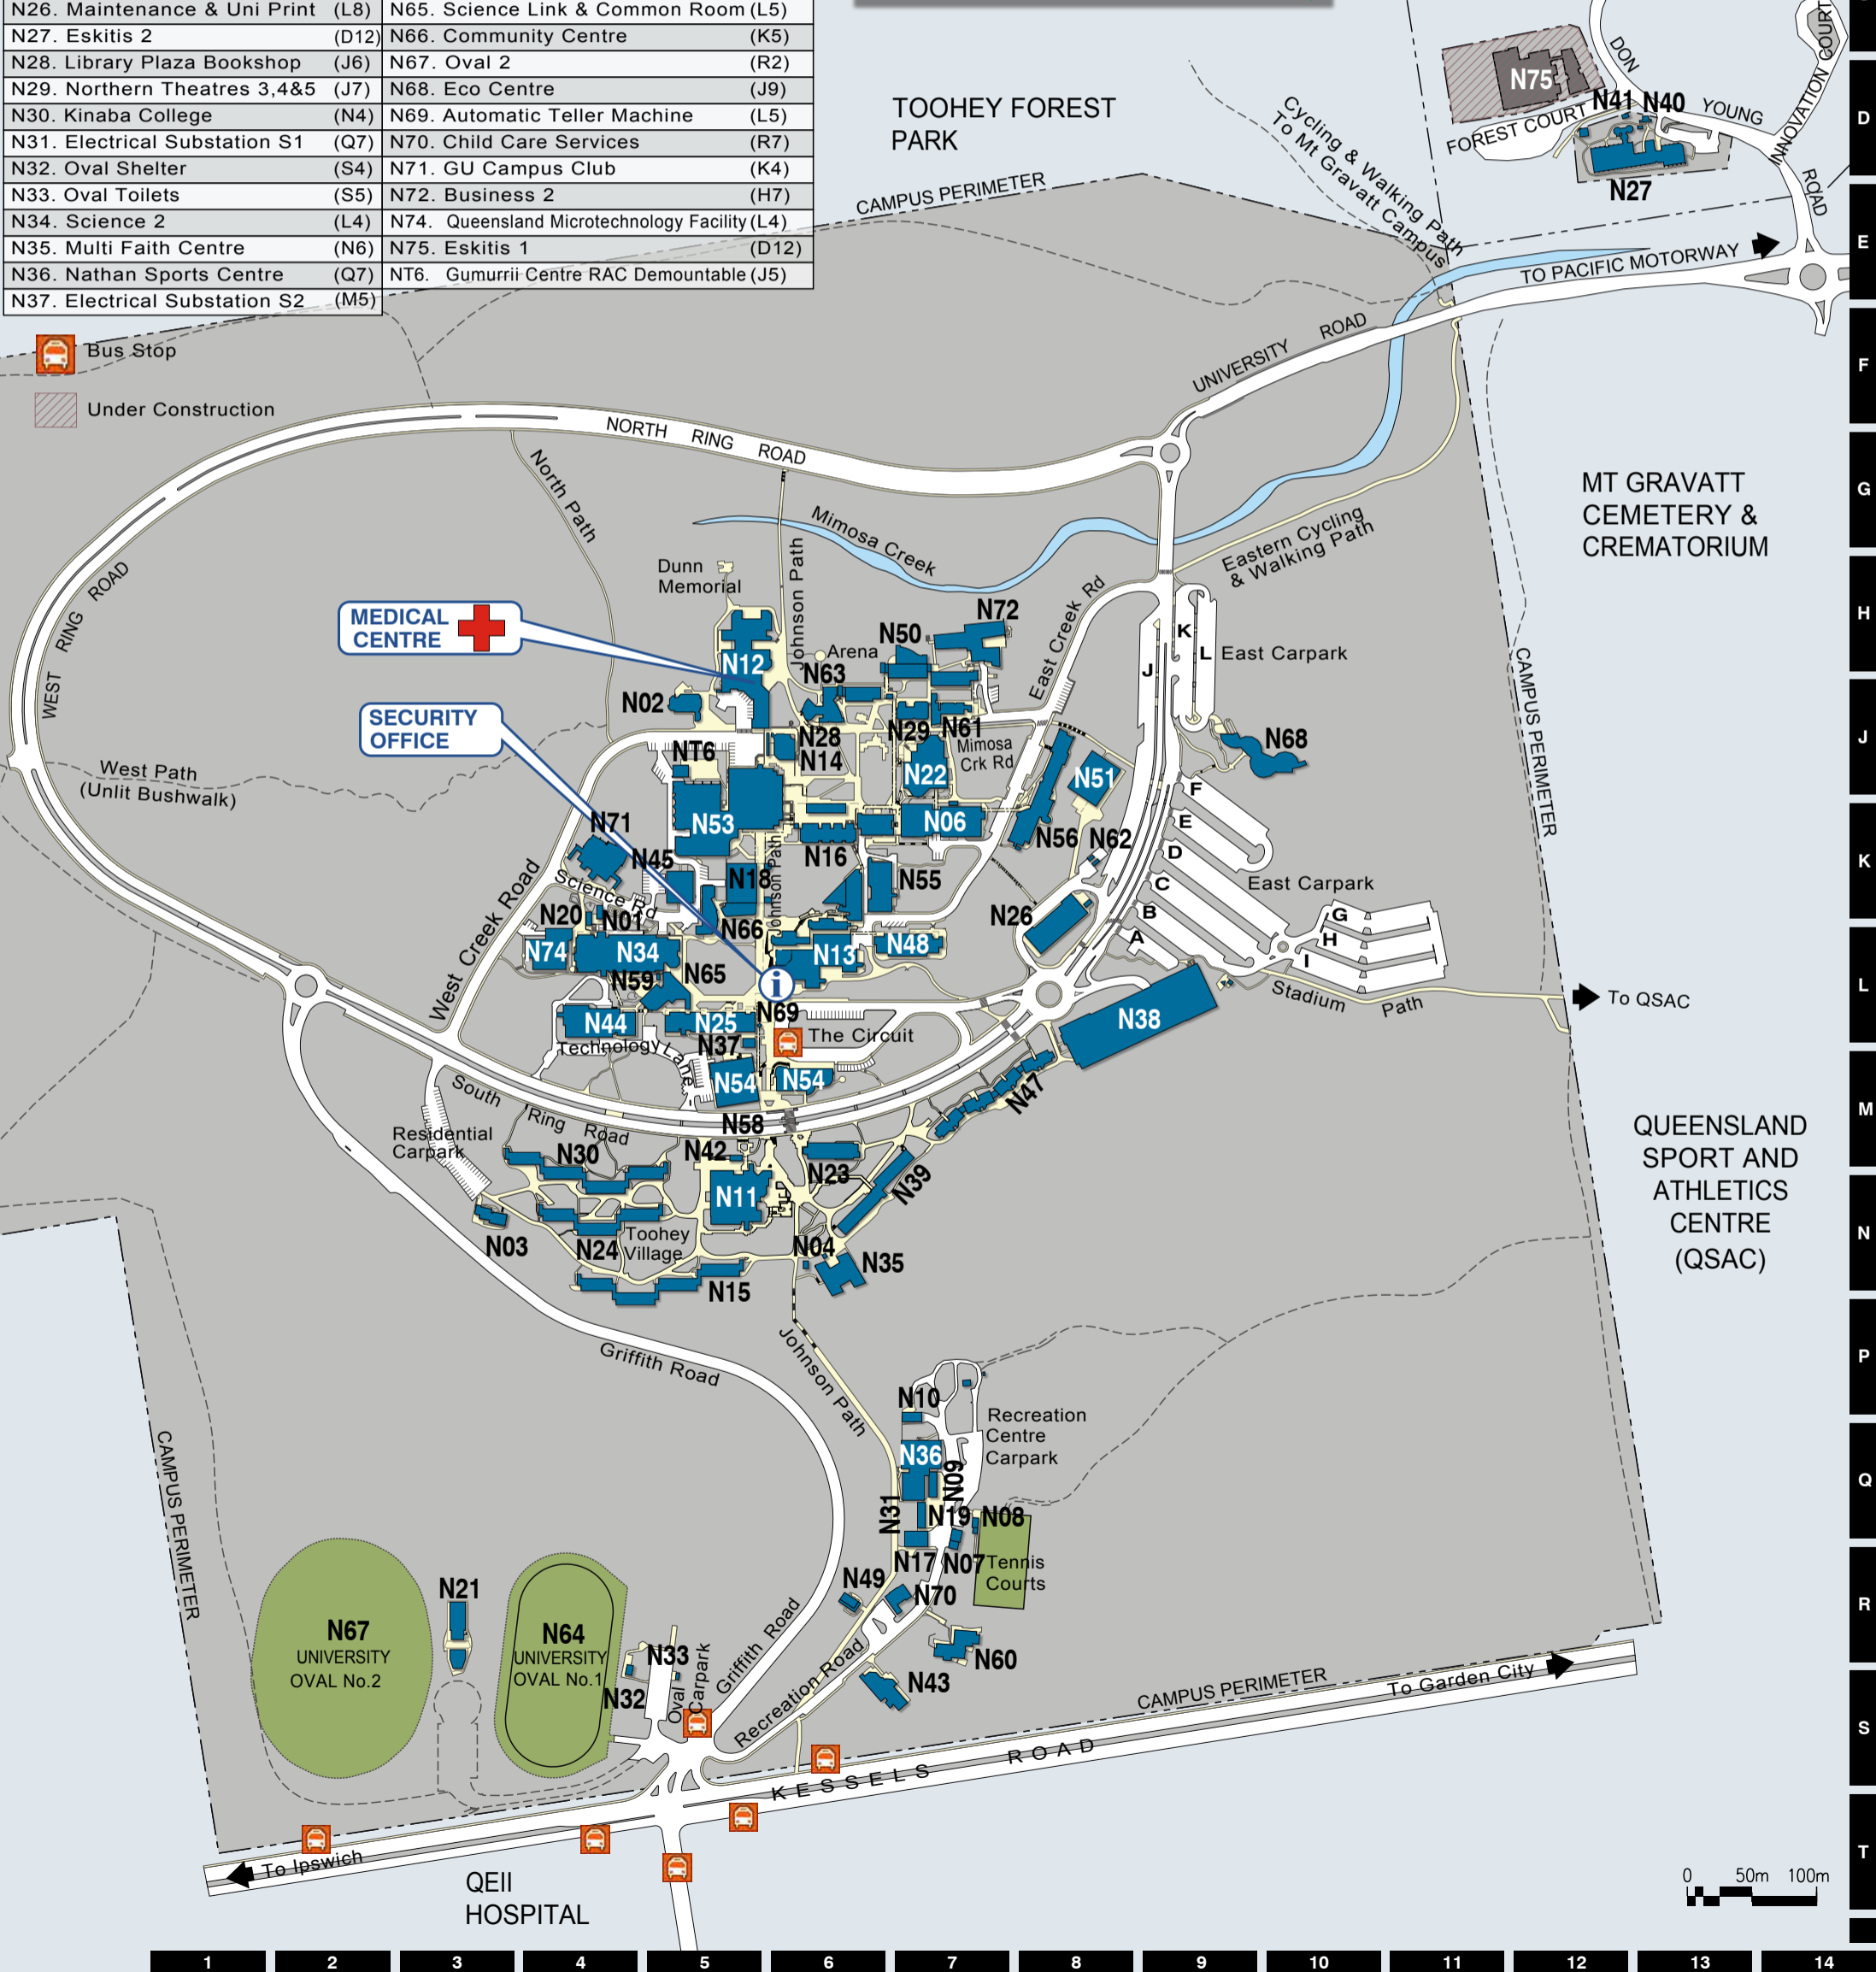 N26. Maintenance & Uni Print (L8)
N65. Science Link & Common Room (L5)
N27. Eskitis 2 (D12)
N66. Community Centre (K5)
N28. Library Plaza Bookshop (J6)
N67. Oval 2 (R2)
N29. Northern Theatres 3,4&5 (J7)
N68. Eco Centre (J9)
N30. Kinaba College (N4)
N69. Automatic Teller Machine (L5)
N31. Electrical Substation S1 (Q7)
N70. Child Care Services (R7)
N32. Oval Shelter (S4)
N71. GU Campus Club (K4)
N33. Oval Toilets (S5)
N72. Business 2 (H7)
N34. Science 2 (L4)
N74. Queensland Microtechnology Facility (L4)
N35. Multi Faith Centre (N6)
N75. Eskitis 1 (D12)
N36. Nathan Sports Centre (Q7)
NT6. Gumurrii Centre RAC Demountable (J5)
N37. Electrical Substation S2 (M5)
Bus Stop
Under Construction
TOOHEY FOREST
PARK
CAMPUS PERIMETER
Cycling & Walking Path
To Mt Gravatt Campus
N75
DON
YOUNG
ROAD
INNOVATION COURT
FOREST COURT
N41
N40
N27
TO PACIFIC MOTORWAY
UNIVERSITY ROAD
NORTH RING ROAD
North Path
WEST RING ROAD
Mimosa Creek
Johnson Path
Dunn
Memorial
Eastern Cycling
& Walking Path
MT GRAVATT
CEMETERY &
CREMATORIUM
MEDICAL
CENTRE
SECURITY
OFFICE
N12
N02
Arena
N63
N50
N72
East Creek Rd
K
L
J
East Carpark
CAMPUS PERIMETER
N28
N14
N29
N61
Mimosa
Crk Rd
N22
N68
NT6
N51
N53
N06
N56
N62
N16
N55
F
E
D
C
B
A
East Carpark
G
H
I
West Path
(Unlit Bushwalk)
N71
N45
Science Rd
N18
Johnson Path
N20
N01
N66
N26
N74
N34
N13
N48
N59
N65
West Creek Road
i
N69
N44
N25
N37
The Circuit
Technology Lane
N54
N54
N38
Stadium Path
To QSAC
N47
South Ring Road
N58
Residential
Carpark
N30
N42
N23
N11
N39
N03
N24
Toohey
Village
N04
N35
N15
QUEENSLAND
SPORT AND
ATHLETICS
CENTRE
(QSAC)
Griffith Road
Johnson Path
N10
Recreation
Centre
Carpark
N36
N09
N31
N19
N08
N17
N07
Tennis
Courts
N49
N70
N60
N43
CAMPUS PERIMETER
N67
UNIVERSITY
OVAL No.2
N21
N64
UNIVERSITY
OVAL No.1
N33
N32
Oval
Carpark
Griffith Road
Recreation Road
CAMPUS PERIMETER
To Garden City
KESSELS ROAD
To Ipswich
QEII
HOSPITAL
0 50m 100m
D
E
F
G
H
J
K
L
M
N
P
Q
R
S
T
1 2 3 4 5 6 7 8 9 10 11 12 13 14